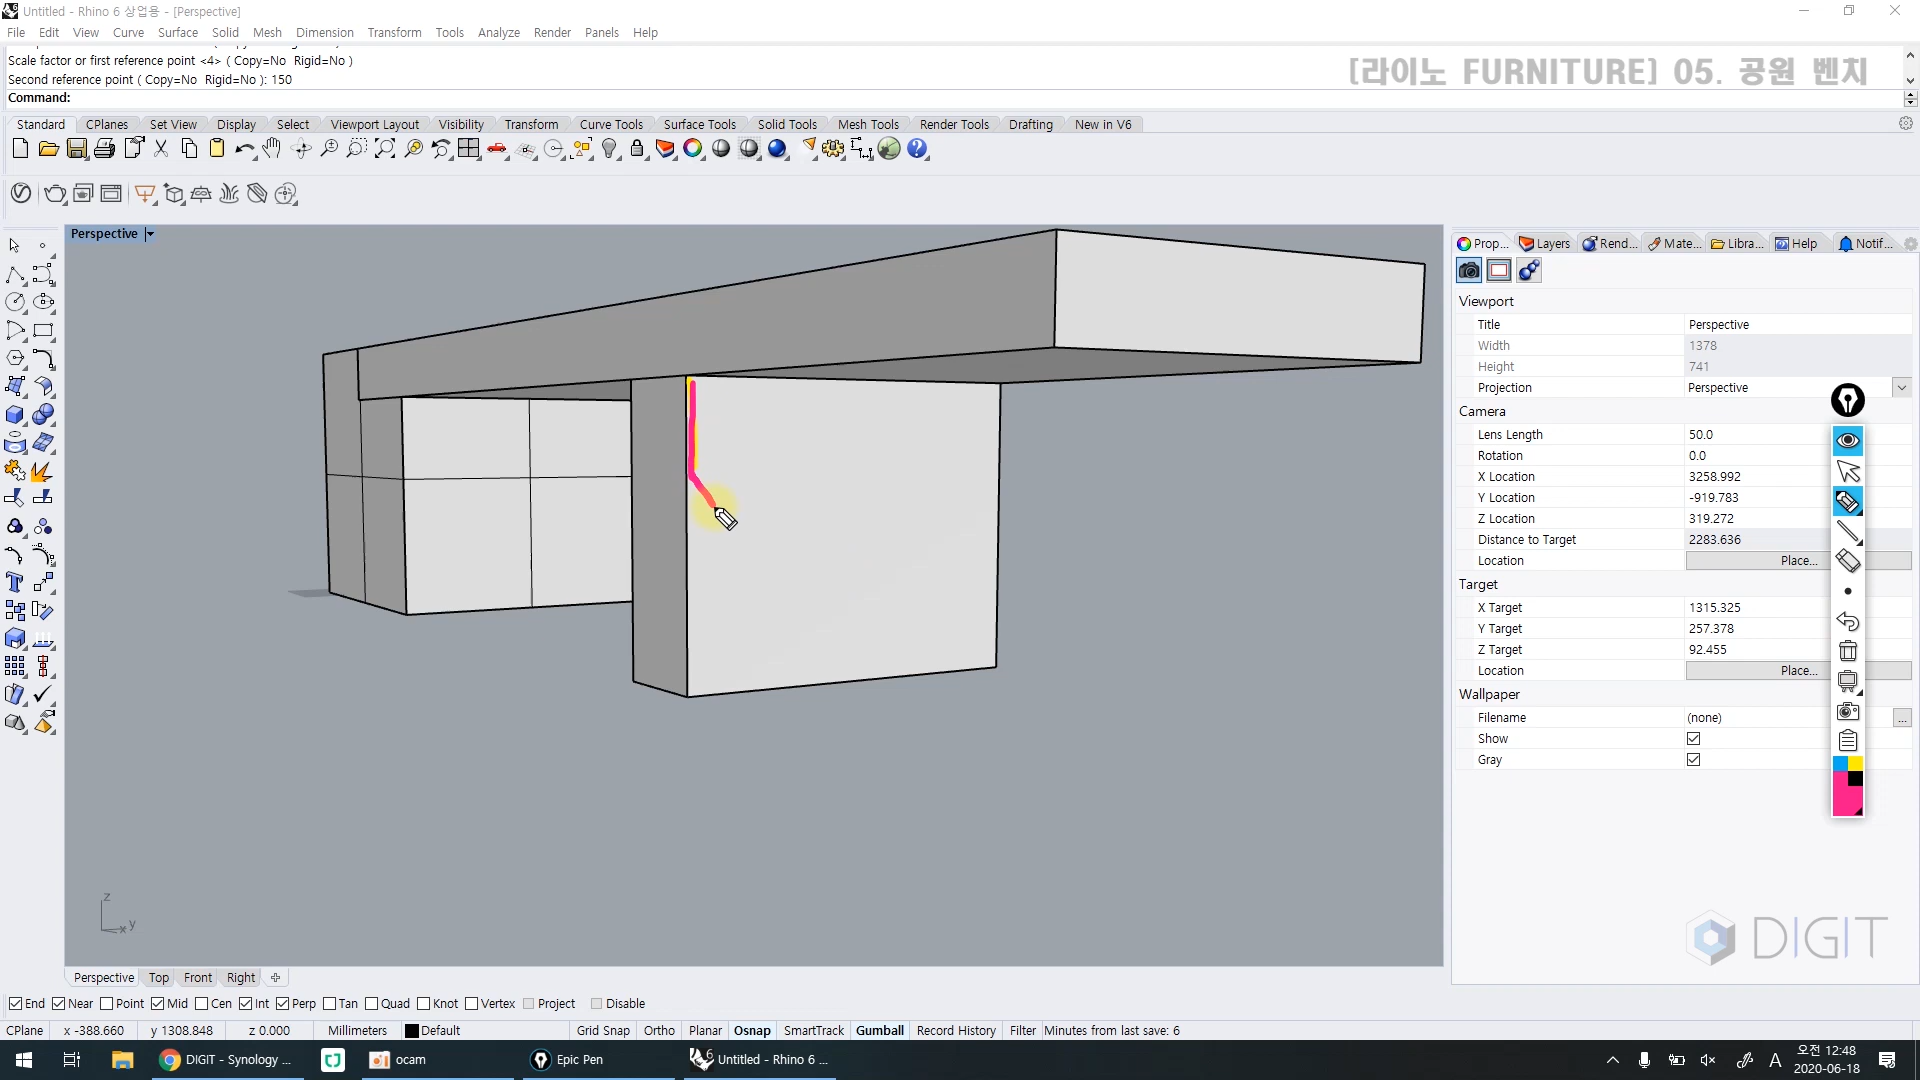 Untitled - Rhino 6 상업용 - [Perspective]
File Edit View Curve Surface Solid Mesh Dimension Transform Tools Analyze Render Panels Help
Scale factor or first reference point <4> ( Copy=No Rigid=No )
Second reference point ( Copy=No Rigid=No ): 150
Command:
[라이노 FURNITURE] 05. 공원 벤치
Standard CPlanes Set View Display Select Viewport Layout Visibility Transform Curve Tools Surface Tools Solid Tools Mesh Tools Render Tools Drafting New in V6
Perspective
Prop... Layers Rend... Mate... Libra... Help Notif...
Viewport
Title Perspective
Width 1378
Height 741
Projection Perspective
Camera
Lens Length 50.0
Rotation 0.0
X Location 3258.992
Y Location -919.783
Z Location 319.272
Distance to Target 2283.636
Location Place...
Target
X Target 1315.325
Y Target 257.378
Z Target 92.455
Location Place...
Wallpaper
Filename (none) ...
Show
Gray
z
x y
DIGIT
Perspective Top Front Right
End Near Point Mid Cen Int Perp Tan Quad Knot Vertex Project Disable
CPlane x -388.660 y 1308.848 z 0.000 Millimeters Default Grid Snap Ortho Planar Osnap SmartTrack Gumball Record History Filter Minutes from last save: 6
DIGIT - Synology ... ocam Epic Pen Untitled - Rhino 6 ... A 오전 12:48
2020-06-18